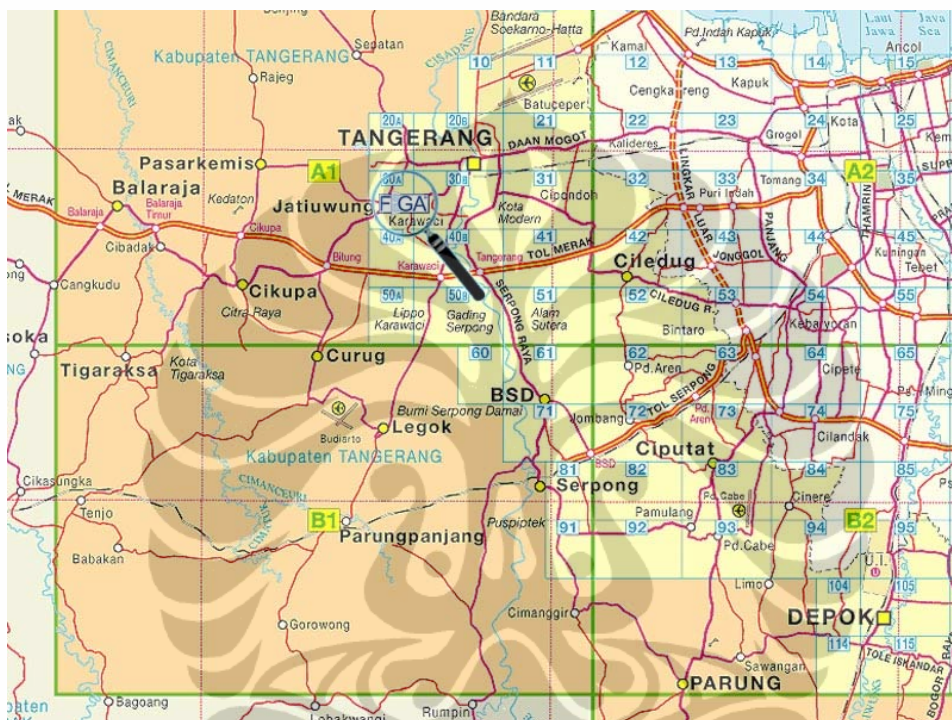 Bandara
Soekarno-Hatta
Laut Java
Jawa Sea
Sepatan
Kamal
Pd.Indah Kapuk
Ancol
Kabupaten TANGERANG
CISADANE
CIMANCEURI
10
11
12
13
14
15
Rajeg
Batuceper
Kapuk
20A
20B
21
22
23
24
Kota
TANGERANG
DAAN MOGOT
Kalideres
Grogol
Pasarkemis
A1
30A
30B
31
32
33
Tomang
34
A2
35
Balaraja
Kedaton
Cipondoh
Puri Indah
TOL MERAK
Balaraja
Balaraja
Timur
Jatiuwung
F GAT
Karawaci
Kota
Modern
LINGKAR LUAR
PANJANG
THAMRIN
Cibadak
Cikupa
40A
40B
41
42
43
44
45
Bitung
Karawaci
Tangerang
TOL MERAK
JONGGOL
Kuningan
Tebet
Cangkudu
Cikupa
Ciledug
Citra Raya
50A
50B
51
52
CILEDUG R.
53
54
55
Lippo
Karawaci
Gading
Serpong
SERPONG RAYA
Alam
Sutera
Bintaro
Kebayoran
soka
Tigaraksa
Kota
Tigaraksa
Curug
60
61
62
63
64
65
Pd.Aren
Cipete
BSD
TOL SERPONG
Bumi Serpong Damai
71
Jombang
72
Pd.
Aren
73
74
75
Budiarto
Legok
Cilandak
Kabupaten TANGERANG
Ciputat
81
BSD
82
83
84
85
Cikasungka
CIMANCEURI
Serpong
Pd.Cabe
Cinere
Tenjo
Puspiptek
Pamulang
B1
91
92
93
94
B2
95
Parungpanjang
Pd.Cabe
Babakan
U.I.
Limo
104
105
Cimanggir
DEPOK
Gorowong
114
115
TOLE ISKANDAR
Sawangan
PARUNG
Bagoang
Lobakwangi
Rumpin